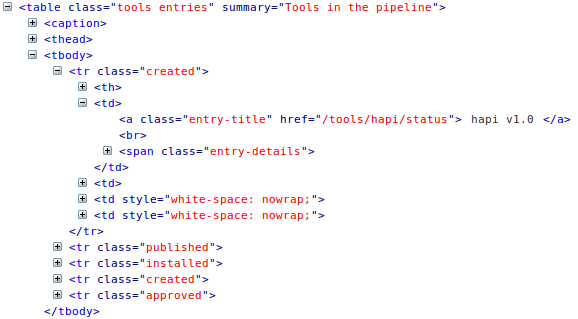 <table class="tools entries" summary="Tools in the pipeline">
<caption>
<thead>
<tbody>
<tr class="created">
<th>
<td>
<a class="entry-title" href="/tools/hapi/status"> hapi v1.0 </a>
<br>
<span class="entry-details">
</td>
<td>
<td style="white-space: nowrap;">
<td style="white-space: nowrap;">
</tr>
<tr class="published">
<tr class="installed">
<tr class="created">
<tr class="approved">
</tbody>